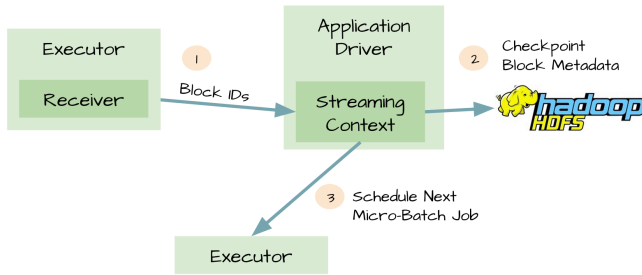 Executor
Receiver
1
Block IDs
Application
Driver
Streaming
Context
2
Checkpoint
Block Metadata
hadoop
HDFS
3
Schedule Next
Micro-Batch Job
Executor